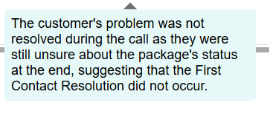 The customer's problem was not
resolved during the call as they were
still unsure about the package's status
at the end, suggesting that the First
Contact Resolution did not occur.